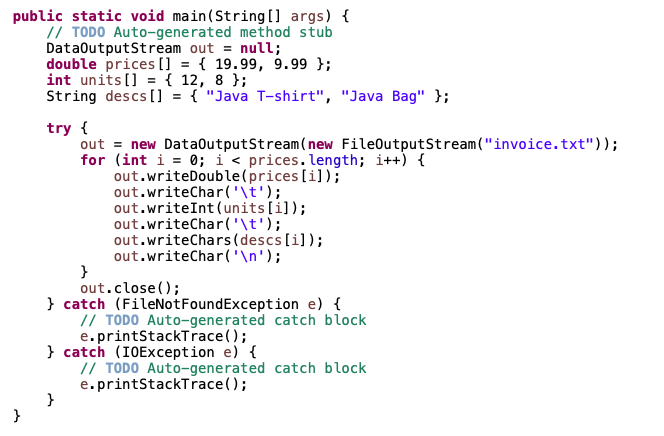 public static void main(String[] args) {
    // TODO Auto-generated method stub
    DataOutputStream out = null;
    double prices[] = { 19.99, 9.99 };
    int units[] = { 12, 8 };
    String descs[] = { "Java T-shirt", "Java Bag" };

    try {
        out = new DataOutputStream(new FileOutputStream("invoice.txt"));
        for (int i = 0; i < prices.length; i++) {
            out.writeDouble(prices[i]);
            out.writeChar('\t');
            out.writeInt(units[i]);
            out.writeChar('\t');
            out.writeChars(descs[i]);
            out.writeChar('\n');
        }
        out.close();
    } catch (FileNotFoundException e) {
        // TODO Auto-generated catch block
        e.printStackTrace();
    } catch (IOException e) {
        // TODO Auto-generated catch block
        e.printStackTrace();
    }
}